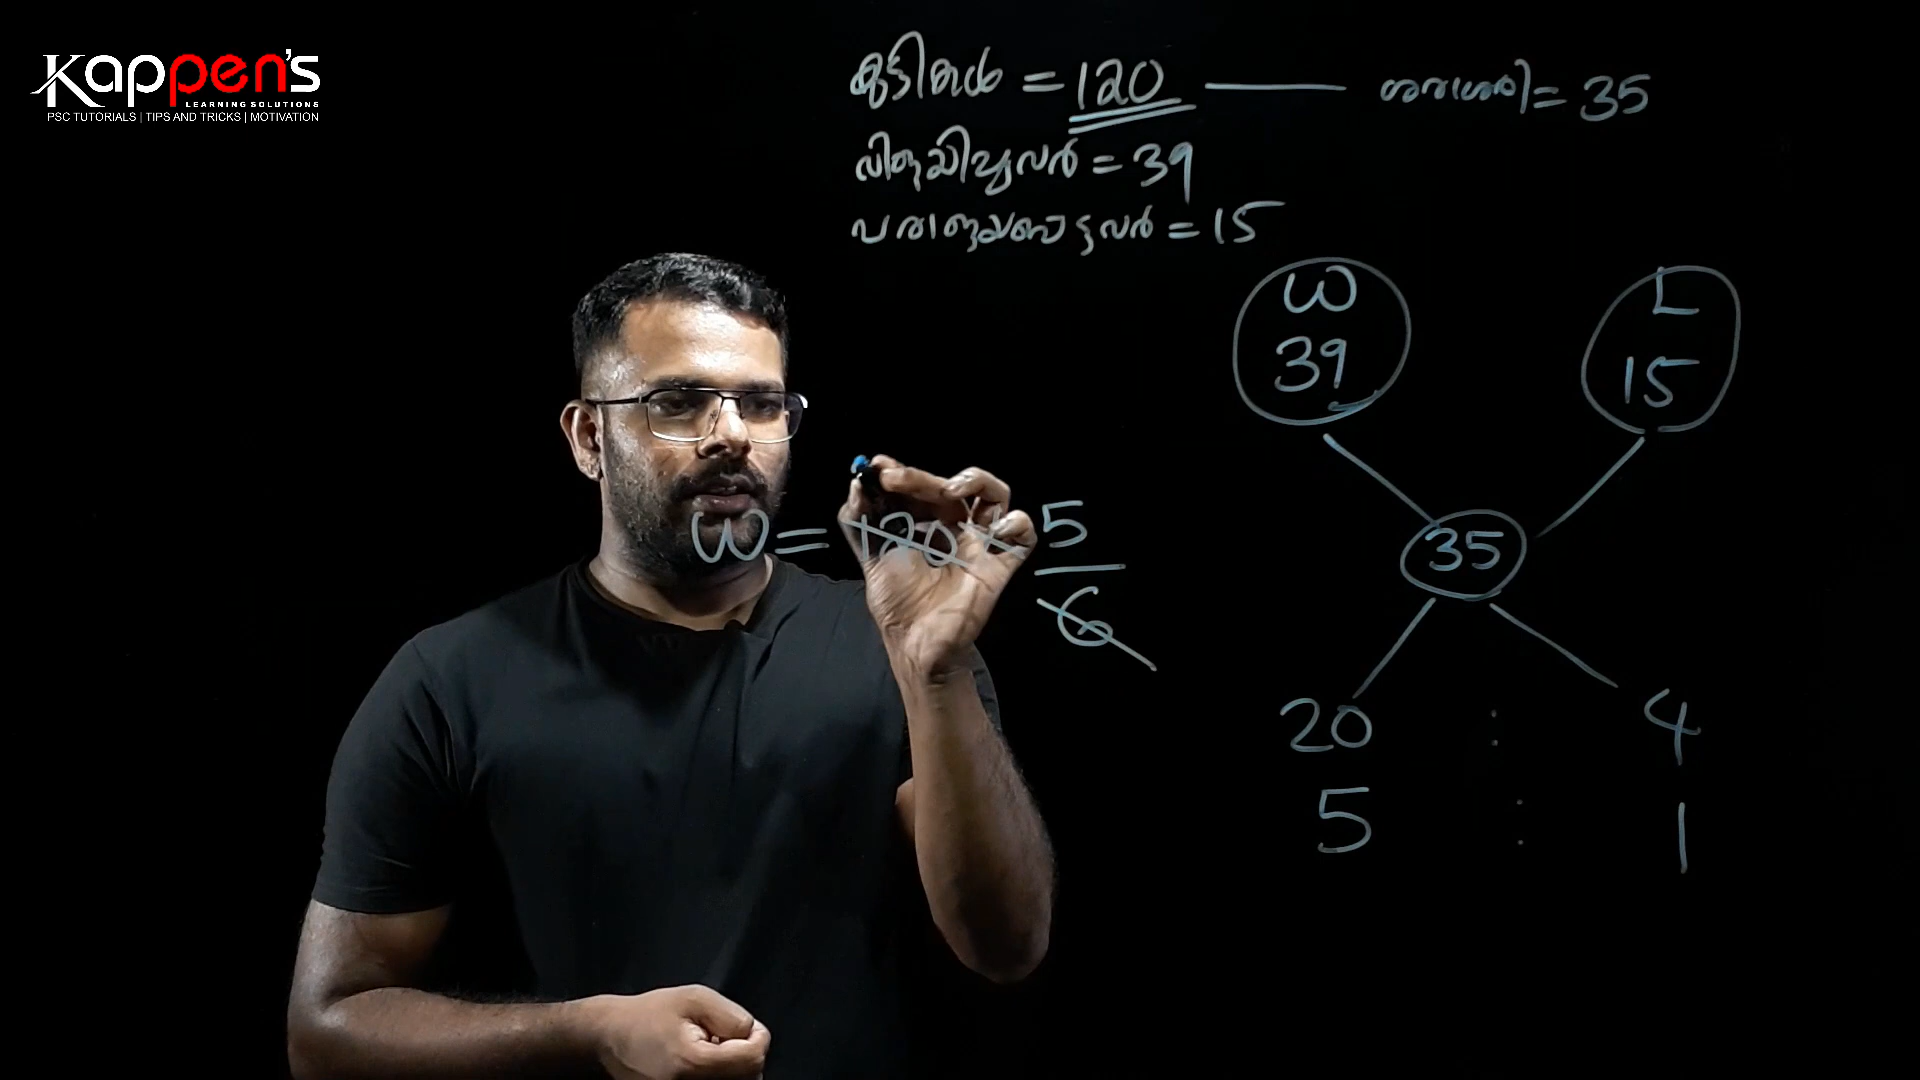 Kappen's
LEARNING SOLUTIONS
PSC TUTORIALS | TIPS AND TRICKS | MOTIVATION
കുട്ടികൾ = 120 — ശരാശരി = 35
വിജയിച്ചവർ = 39
പരാജയപ്പെട്ടവർ = 15
W L
39 15
W = 120 × 5
6
35
20 : 4
5 : 1